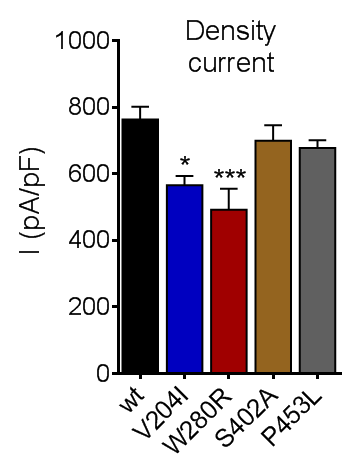 Density
current
1000
800
600
400
200
0
I (pA/pF)
*
***
wt
V204I
W280R
S402A
P453L